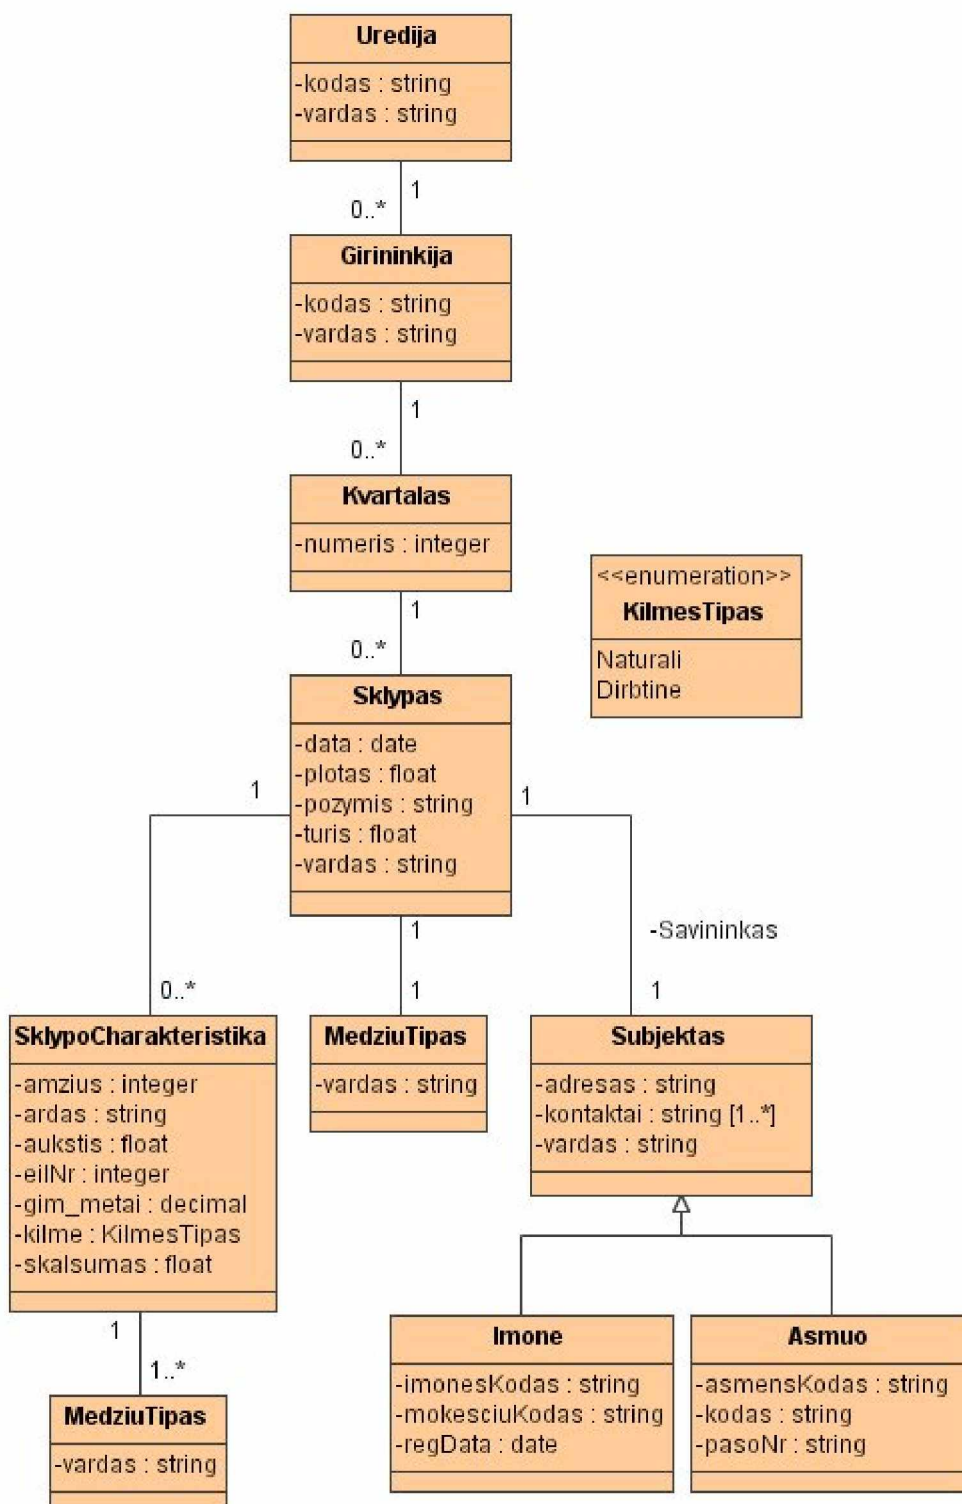 Uredija
-kodas : string
-vardas : string
1
0..*
Girininkija
-kodas : string
-vardas : string
1
0..*
Kvartalas
-numeris : integer
1
0..*
<<enumeration>>
KilmesTipas
Naturali
Dirbtine
Sklypas
-data : date
-plotas : float
-pozymis : string
-turis : float
-vardas : string
1
1
1
-Savininkas
0..*
1
1
SklypoCharakteristika
-amzius : integer
-ardas : string
-aukstis : float
-eilNr : integer
-gim_metai : decimal
-kilme : KilmesTipas
-skalsumas : float
MedziuTipas
-vardas : string
Subjektas
-adresas : string
-kontaktai : string [1..*]
-vardas : string
1
1..*
MedziuTipas
-vardas : string
Imone
-imonesKodas : string
-mokesciuKodas : string
-regData : date
Asmuo
-asmensKodas : string
-kodas : string
-pasoNr : string